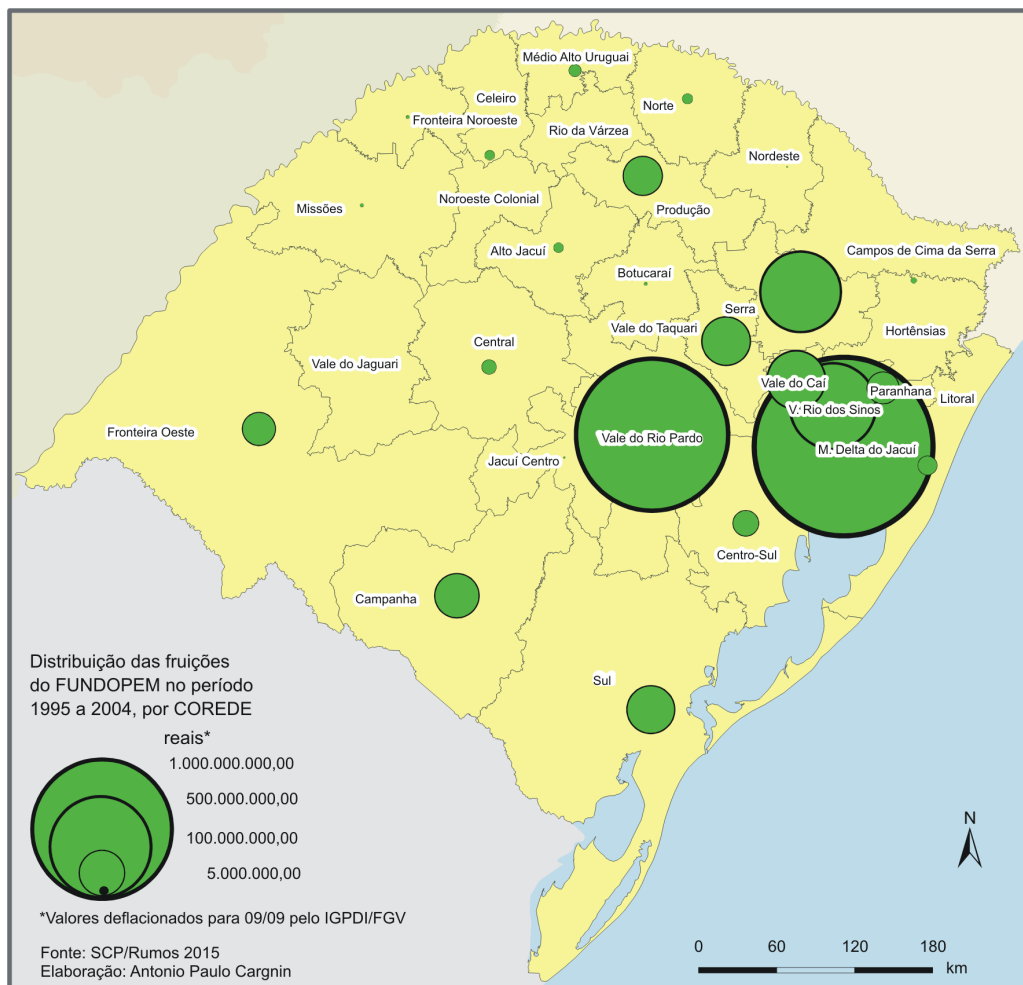 Médio Alto Uruguai
Celeiro
Norte
Fronteira Noroeste
Rio da Várzea
Nordeste
Noroeste Colonial
Missões
Produção
Alto Jacuí
Campos de Cima da Serra
Botucaraí
Serra
Vale do Taquari
Hortênsias
Central
Vale do Jaguari
Vale do Caí
Paranhana
Litoral
V. Rio dos Sinos
Fronteira Oeste
Vale do Rio Pardo
M. Delta do Jacuí
Jacuí Centro
Centro-Sul
Campanha
Sul
Distribuição das fruições
do FUNDOPEM no período
1995 a 2004, por COREDE
reais*
1.000.000.000,00
500.000.000,00
100.000.000,00
5.000.000,00
*Valores deflacionados para 09/09 pelo IGPDI/FGV
Fonte: SCP/Rumos 2015
Elaboração: Antonio Paulo Cargnin
N
0 60 120 180
km